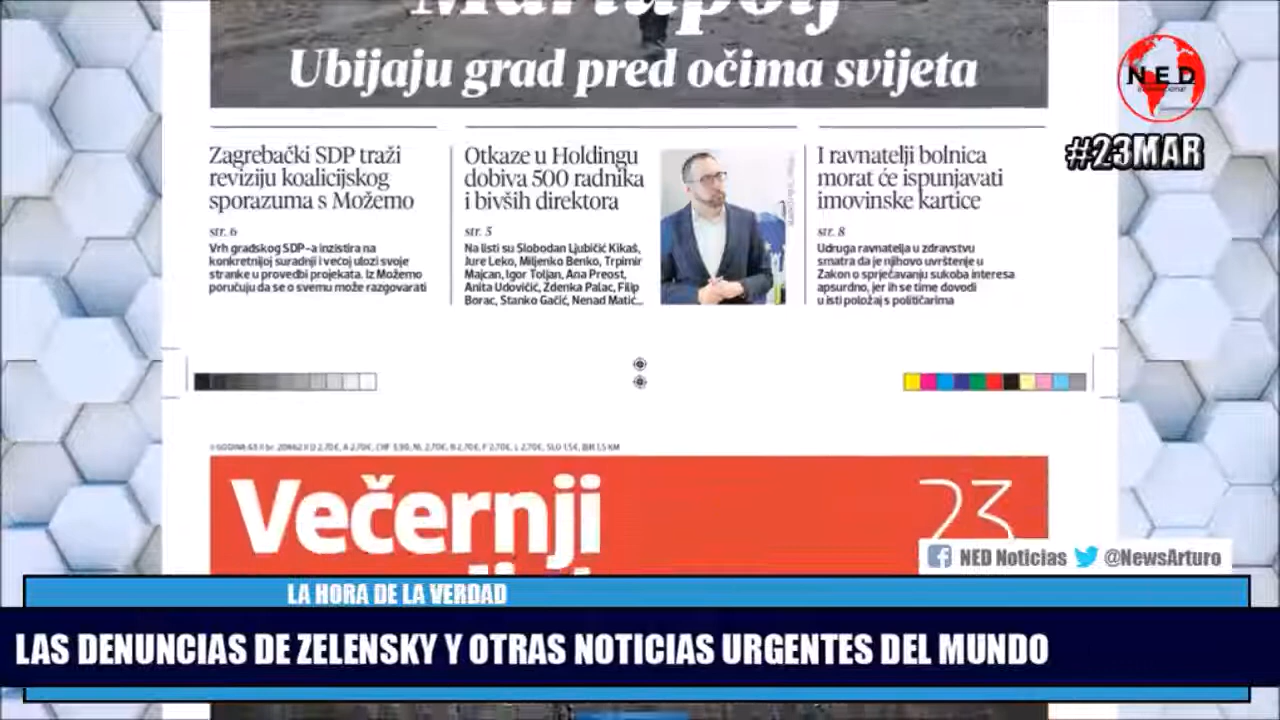 Mariupolj
Ubijaju grad pred očima svijeta
NED
#23MAR
Zagrebački SDP traži
reviziju koalicijskog
sporazuma s Možemo
str. 6
Vrh gradskog SDP-a inzistira na
konkretnijoj suradnji i većoj ulozi svoje
stranke u provedbi projekata. Iz Možemo
poručuju da se o svemu može razgovarati
Otkaze u Holdingu
dobiva 500 radnika
i bivših direktora
str. 5
Na listi su Slobodan Ljubičić Kikaš,
Jure Leko, Miljenko Benko, Trpimir
Majcan, Igor Toljan, Ana Preost,
Anita Udovičić, Zdenka Palac, Filip
Borac, Stanko Gačić, Nenad Matić...
I ravnatelji bolnica
morat će ispunjavati
imovinske kartice
str. 8
Udruga ravnatelja u zdravstvu
smatra da je njihovo uvrštenje u
Zakon o sprječavanju sukoba interesa
apsurdno, jer ih se time dovodi
u isti položaj s političarima
Večernji
23
NED Noticias @NewsArturo
LA HORA DE LA VERDAD
LAS DENUNCIAS DE ZELENSKY Y OTRAS NOTICIAS URGENTES DEL MUNDO